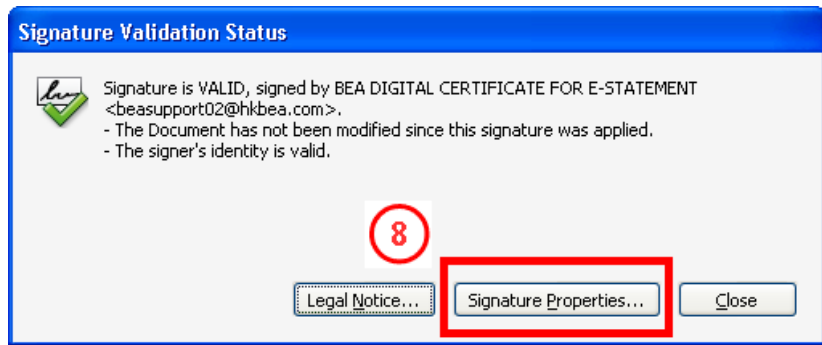 Signature Validation Status
Signature is VALID, signed by BEA DIGITAL CERTIFICATE FOR E-STATEMENT
<beasupport02@hkbea.com>.
- The Document has not been modified since this signature was applied.
- The signer's identity is valid.
8
Legal Notice... Signature Properties... Close